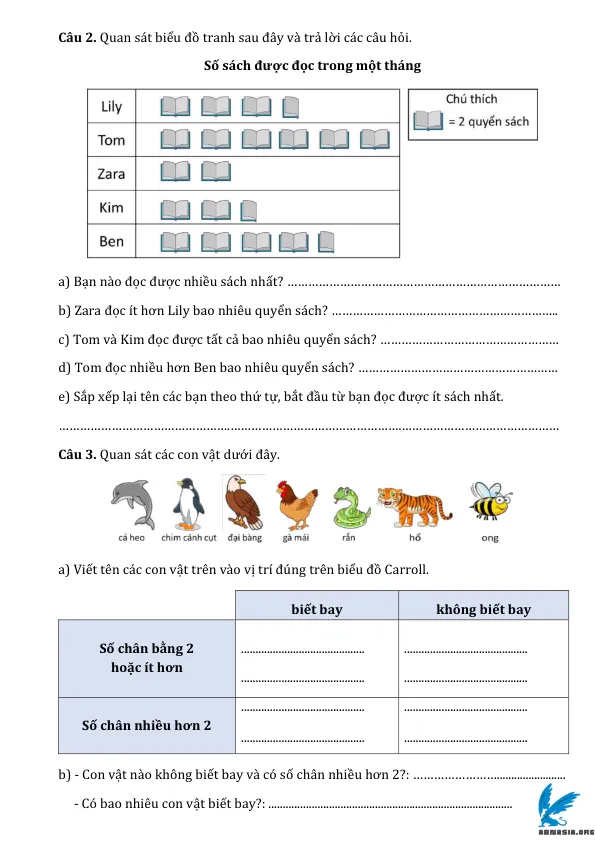 Câu 2. Quan sát biểu đồ tranh sau đây và trả lời các câu hỏi.
Số sách được đọc trong một tháng
Lily
Tom
Zara
Kim
Ben
Chú thích
= 2 quyển sách
a) Bạn nào đọc được nhiều sách nhất? ……………………………………………………………………
b) Zara đọc ít hơn Lily bao nhiêu quyển sách? ………………………………………………………..
c) Tom và Kim đọc được tất cả bao nhiêu quyển sách? ……………………………………………
d) Tom đọc nhiều hơn Ben bao nhiêu quyển sách? …………………………………………………
e) Sắp xếp lại tên các bạn theo thứ tự, bắt đầu từ bạn đọc được ít sách nhất.
………………………………………………………………………………………………………………………………
Câu 3. Quan sát các con vật dưới đây.
cá heo chim cánh cụt đại bàng gà mái rắn hổ ong
a) Viết tên các con vật trên vào vị trí đúng trên biểu đồ Carroll.
biết bay không biết bay
Số chân bằng 2
hoặc ít hơn
........................................... ...........................................
........................................... ...........................................
Số chân nhiều hơn 2
........................................... ...........................................
........................................... ...........................................
b) - Con vật nào không biết bay và có số chân nhiều hơn 2?: …………………...........................
- Có bao nhiêu con vật biết bay?: .....................................................................................
ABMASIA.ORG